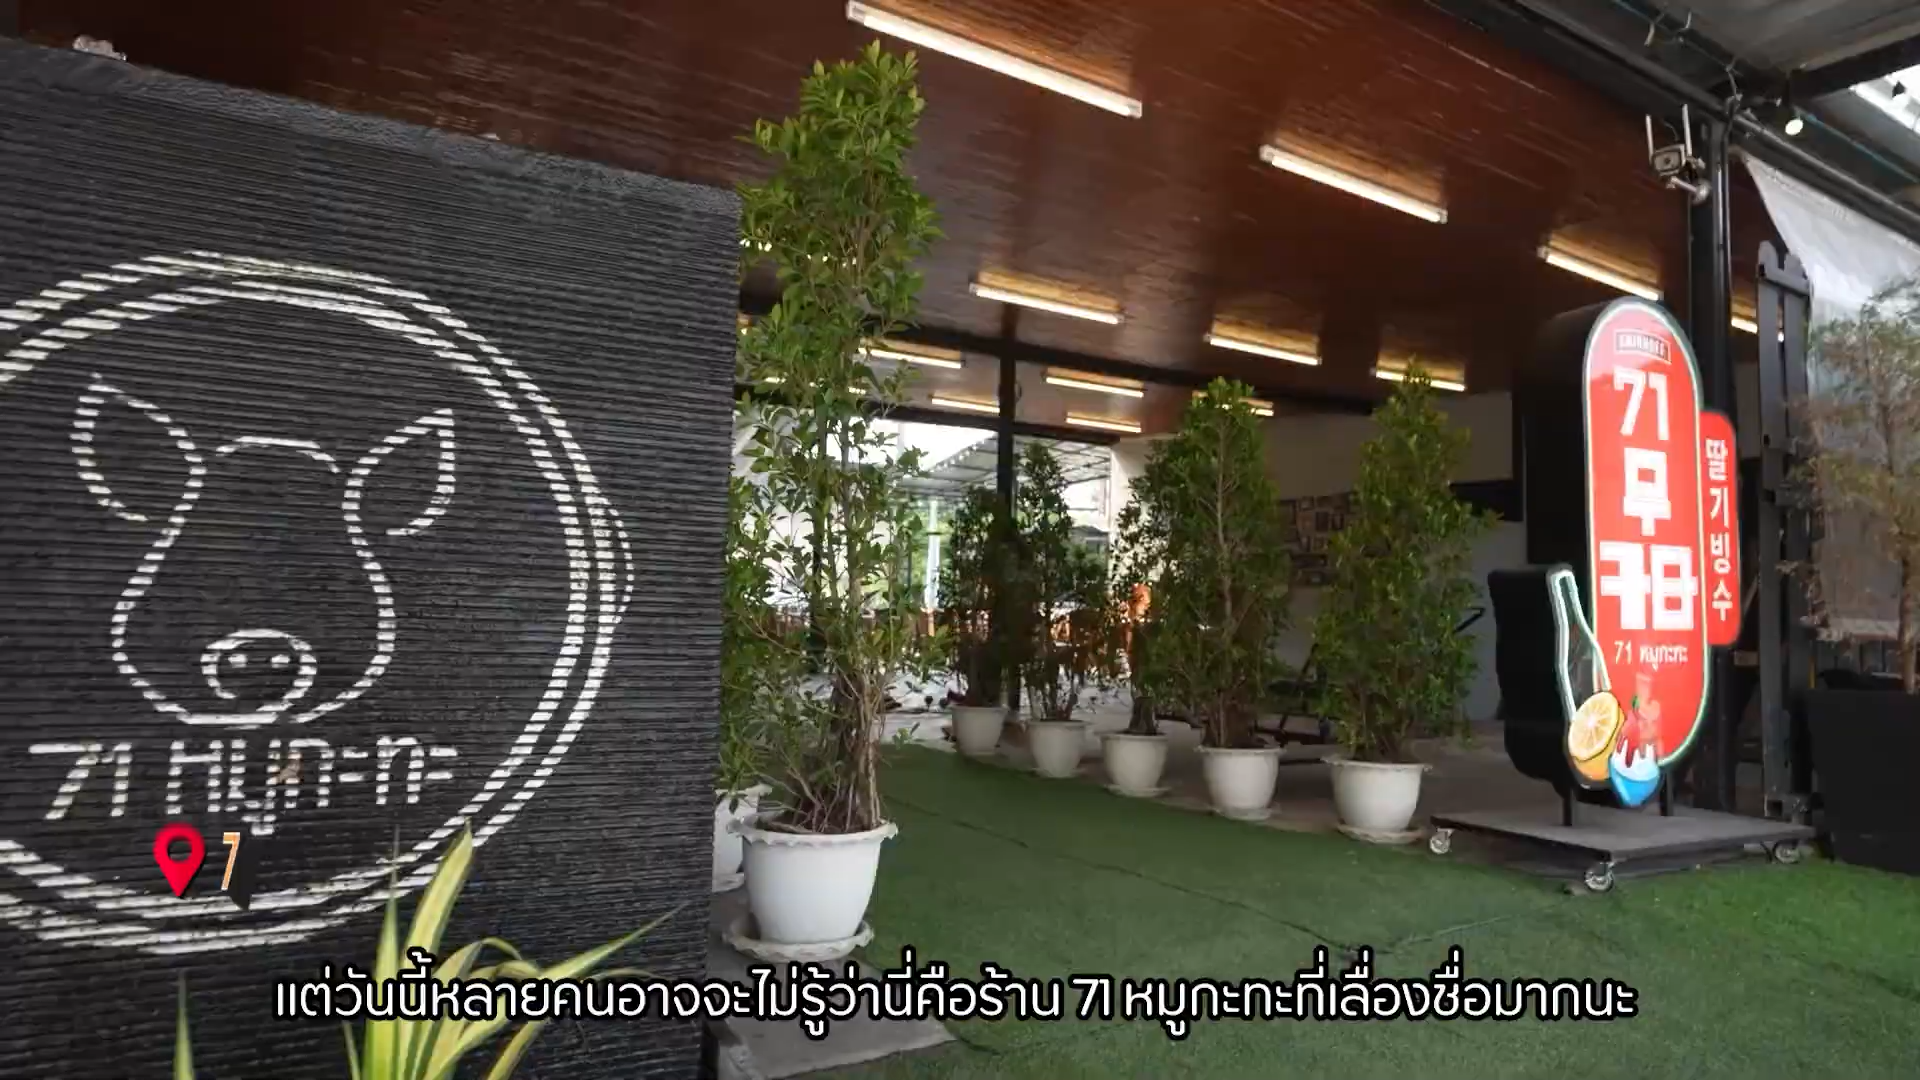 71 หมูกะทะ
7
SMIRNOFF
71
무
카타
71 หมูกะทะ
딸기빙수
แต่วันนี้หลายคนอาจจะไม่รู้ว่านี่คือร้าน 71 หมูกะทะที่เลื่องชื่อมากนะ